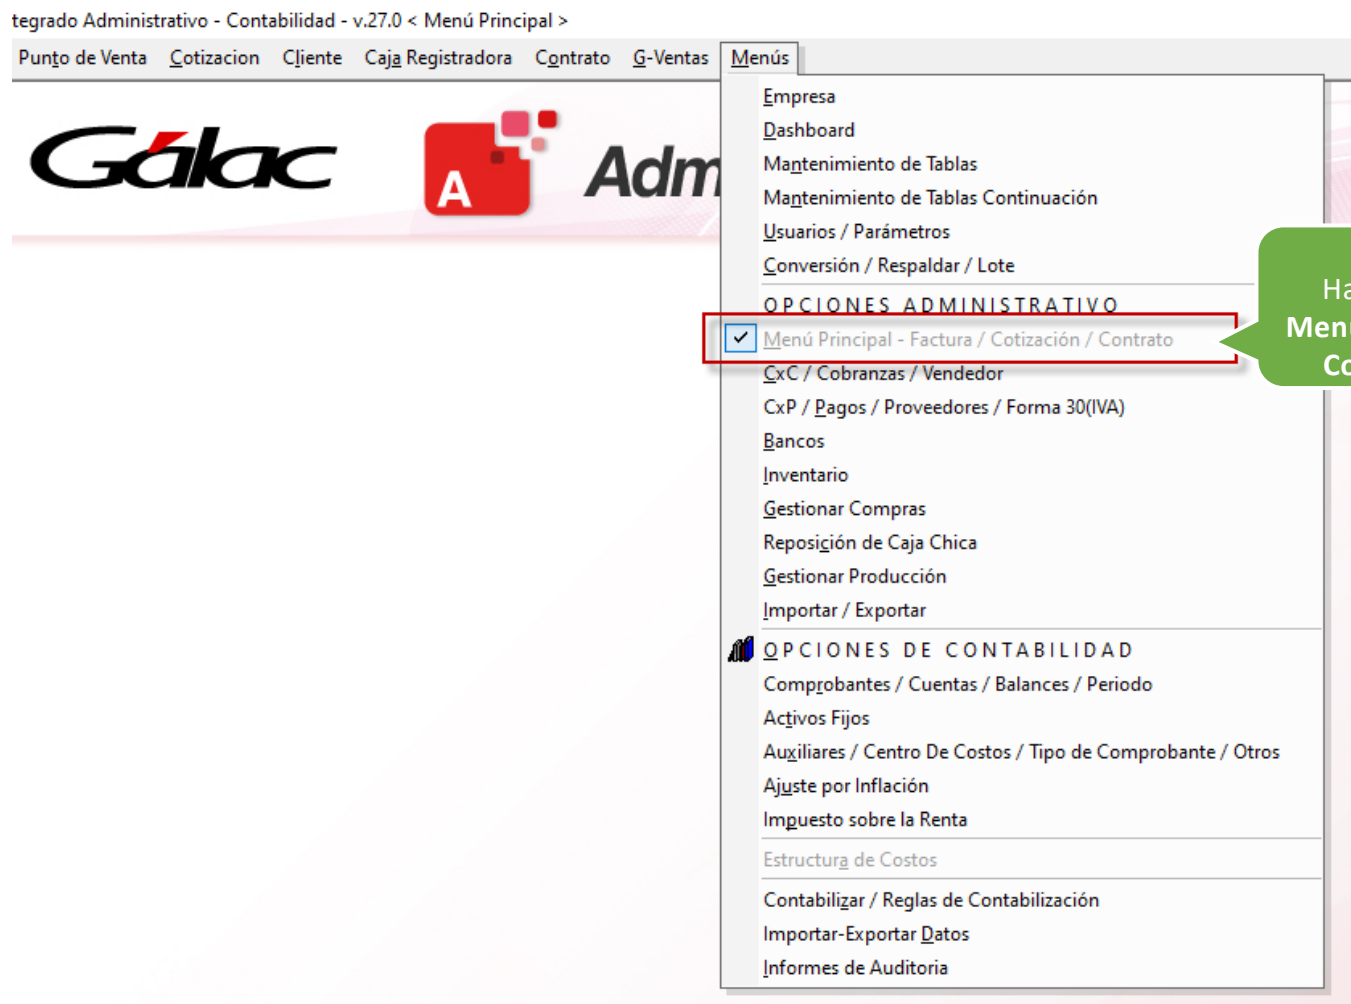 tegrado Administrativo - Contabilidad - v.27.0 < Menú Principal >
Punto de Venta Cotizacion Cliente Caja Registradora Contrato G-Ventas Menús
Gálac
A
Adm
Empresa
Dashboard
Mantenimiento de Tablas
Mantenimiento de Tablas Continuación
Usuarios / Parámetros
Conversión / Respaldar / Lote
OPCIONES ADMINISTRATIVO
Menú Principal - Factura / Cotización / Contrato
CxC / Cobranzas / Vendedor
CxP / Pagos / Proveedores / Forma 30(IVA)
Bancos
Inventario
Gestionar Compras
Reposición de Caja Chica
Gestionar Producción
Importar / Exportar
OPCIONES DE CONTABILIDAD
Comprobantes / Cuentas / Balances / Periodo
Activos Fijos
Auxiliares / Centro De Costos / Tipo de Comprobante / Otros
Ajuste por Inflación
Impuesto sobre la Renta
Estructura de Costos
Contabilizar / Reglas de Contabilización
Importar-Exportar Datos
Informes de Auditoria
Ha
Menú
Co